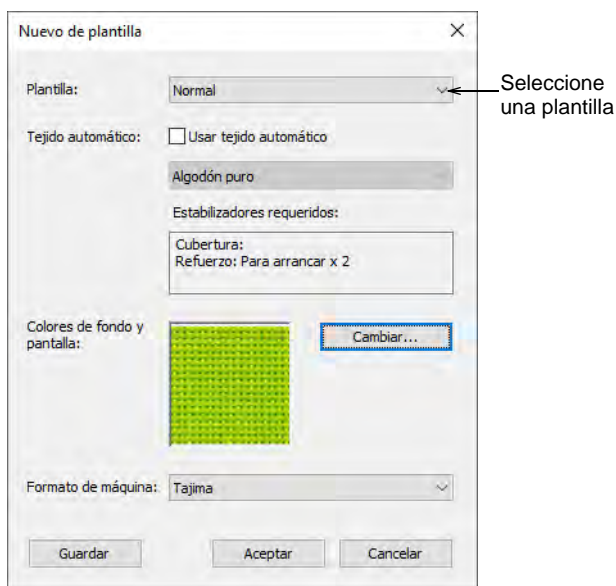 Nuevo de plantilla
Plantilla:
Normal
Seleccione
una plantilla
Tejido automático:
Usar tejido automático
Algodón puro
Estabilizadores requeridos:
Cubertura:
Refuerzo: Para arrancar x 2
Colores de fondo y
pantalla:
Cambiar...
Formato de máquina:
Tajima
Guardar
Aceptar
Cancelar